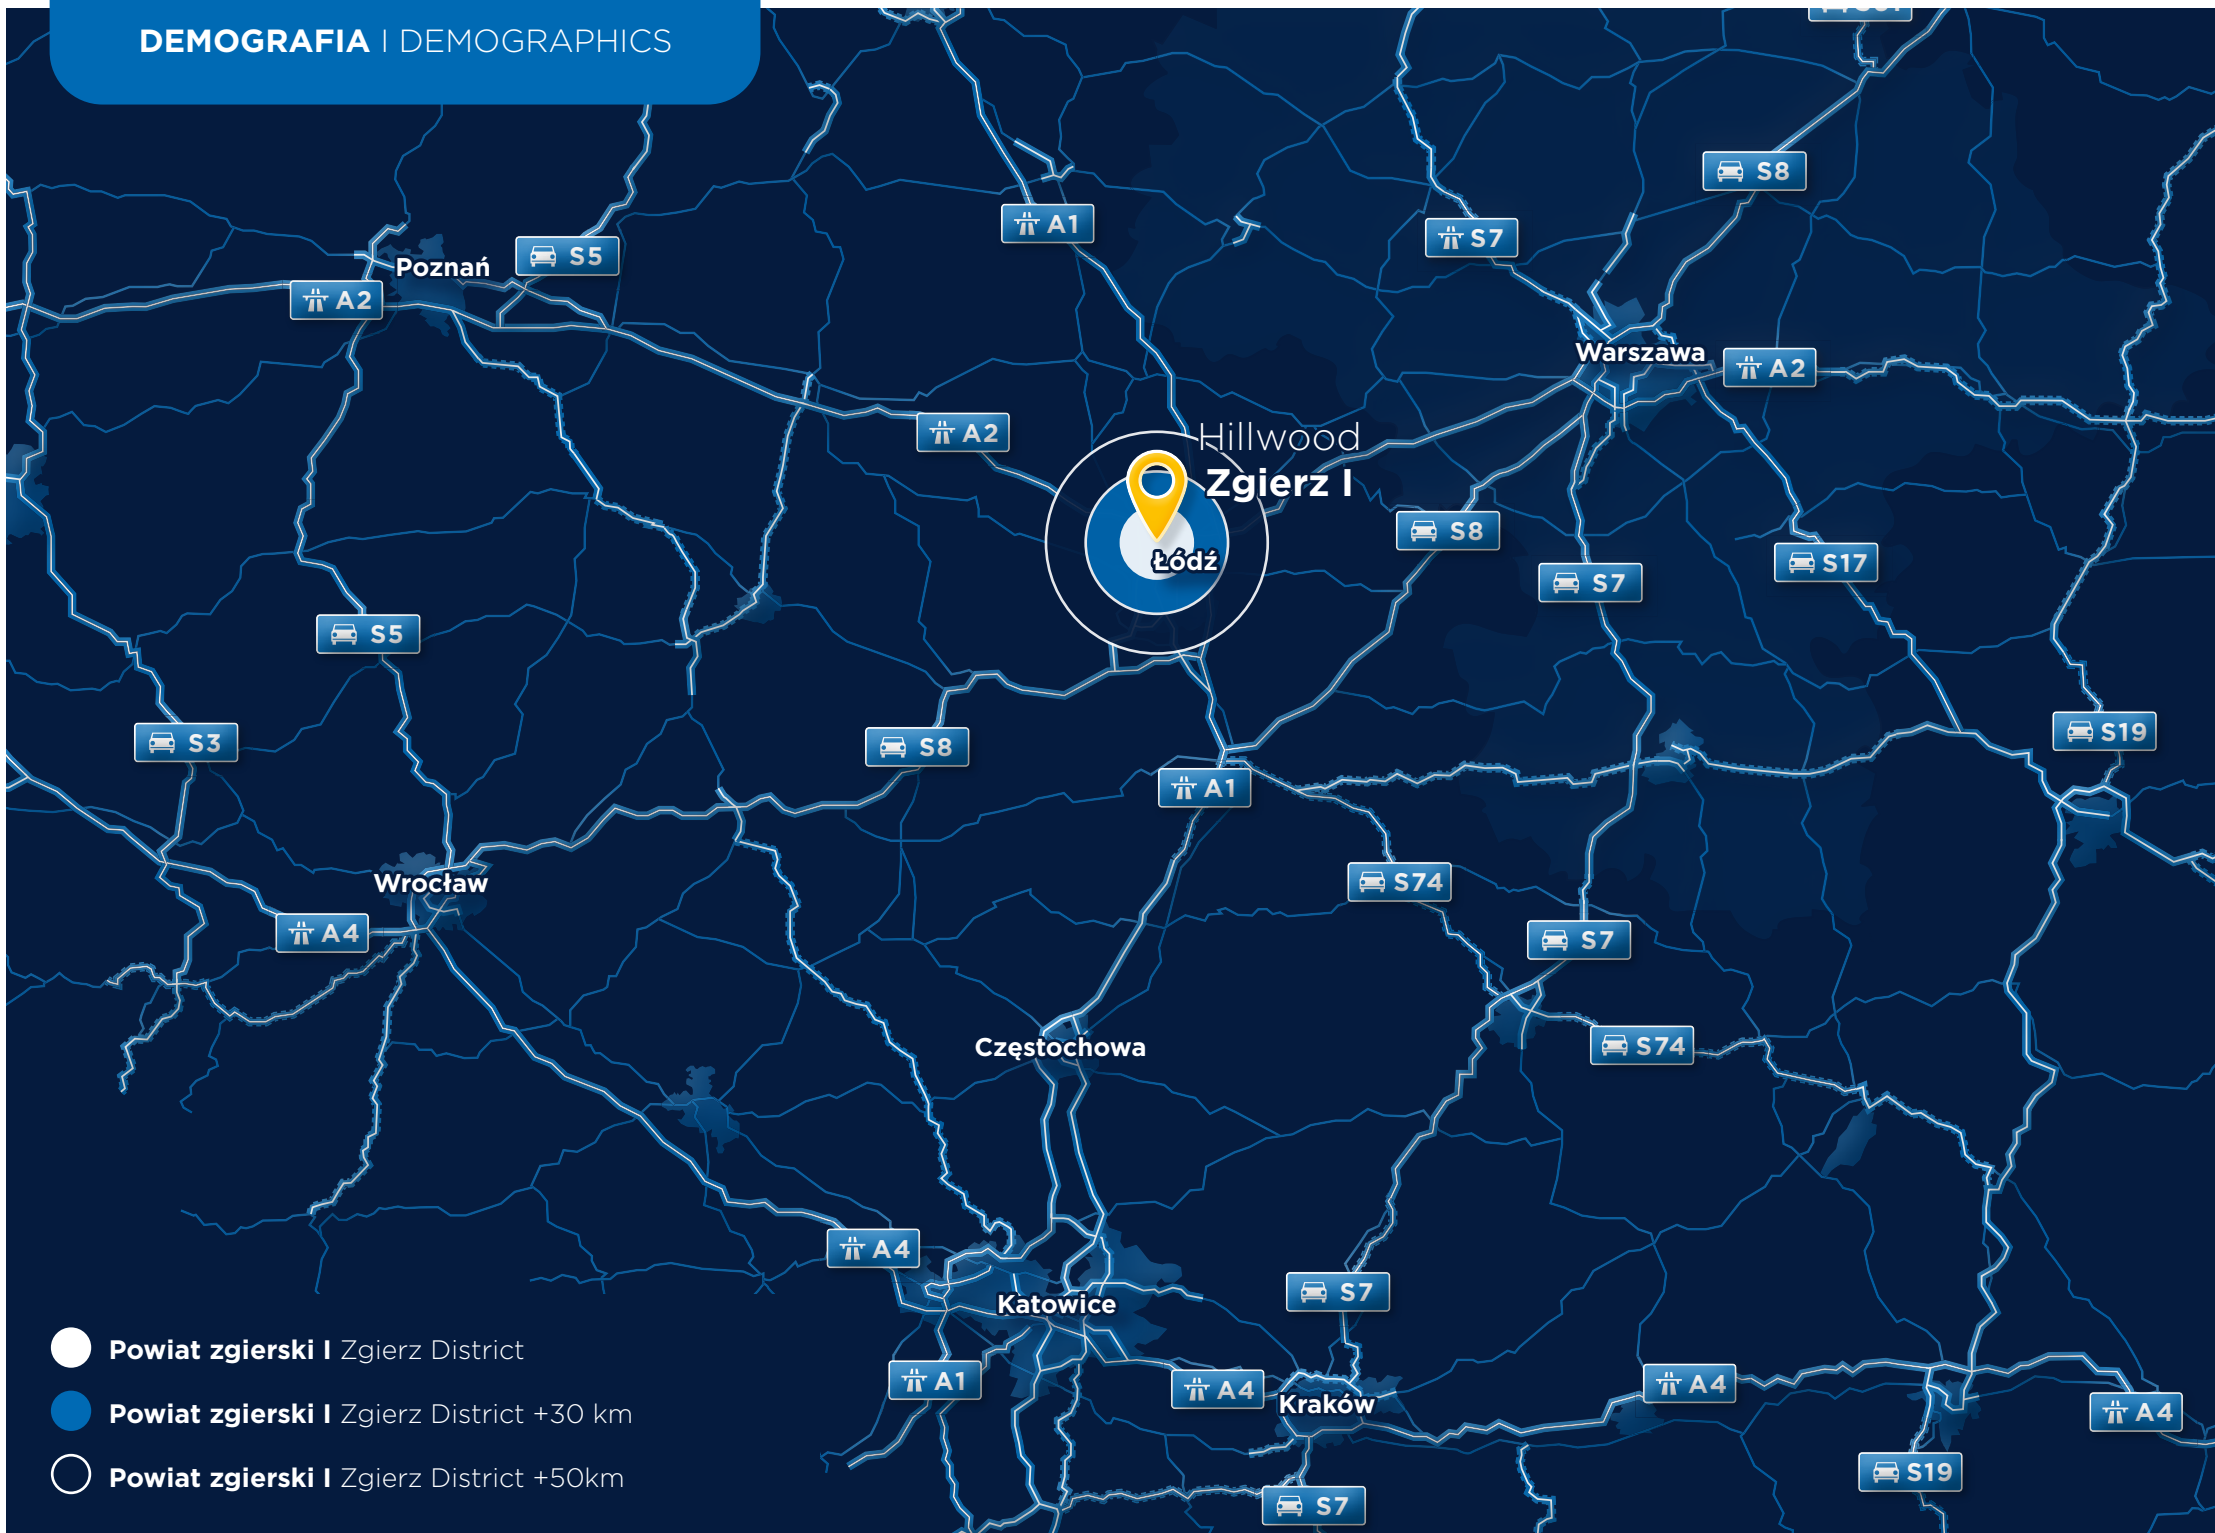 DEMOGRAFIA I DEMOGRAPHICS
S8
A1
S7
Poznań
S5
A2
Warszawa
A2
A2
Hillwood
Zgierz I
Łódź
S8
S17
S7
S5
S3
S8
S19
A1
S74
Wrocław
A4
S7
Częstochowa
S74
A4
S7
Katowice
A1
A4
Kraków
A4
A4
S19
S7
Powiat zgierski I Zgierz District
Powiat zgierski I Zgierz District +30 km
Powiat zgierski I Zgierz District +50km